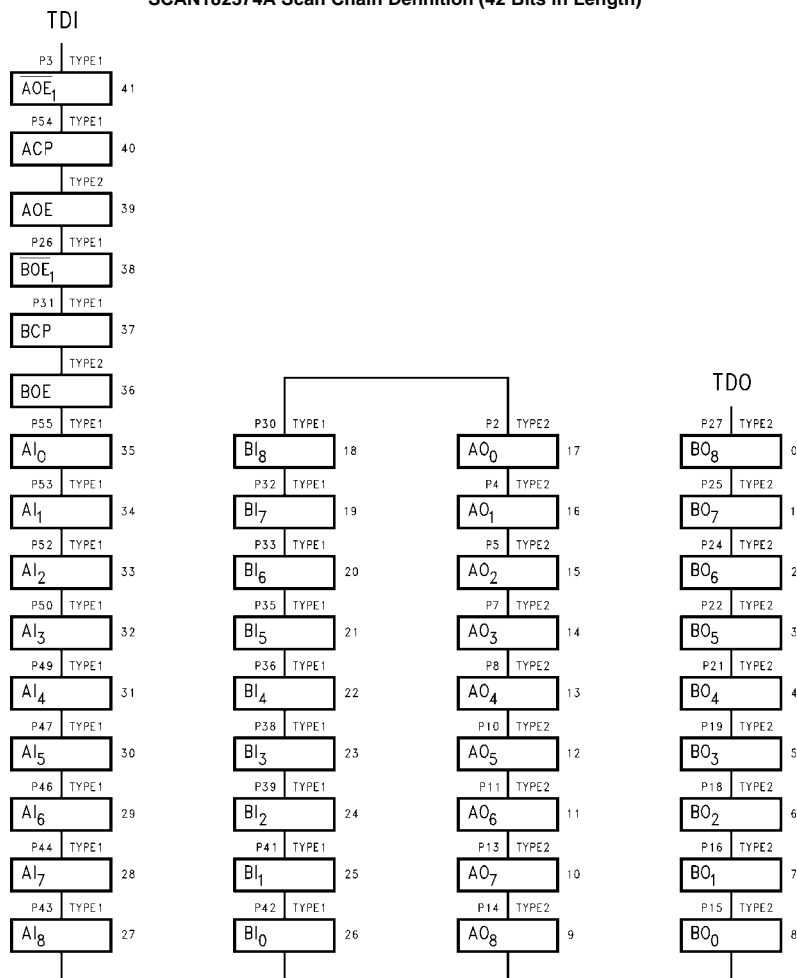 SCAN182374A Scan Chain Definition (42 Bits in Length)
TDI
P3 TYPE1
AOE1 41
P54 TYPE1
ACP 40
TYPE2
AOE 39
P26 TYPE1
BOE1 38
P31 TYPE1
BCP 37
TYPE2
BOE 36
P55 TYPE1
AI0 35
P53 TYPE1
AI1 34
P52 TYPE1
AI2 33
P50 TYPE1
AI3 32
P49 TYPE1
AI4 31
P47 TYPE1
AI5 30
P46 TYPE1
AI6 29
P44 TYPE1
AI7 28
P43 TYPE1
AI8 27
P30 TYPE1
BI8 18
P32 TYPE1
BI7 19
P33 TYPE1
BI6 20
P35 TYPE1
BI5 21
P36 TYPE1
BI4 22
P38 TYPE1
BI3 23
P39 TYPE1
BI2 24
P41 TYPE1
BI1 25
P42 TYPE1
BI0 26
P2 TYPE2
AO0 17
P4 TYPE2
AO1 16
P5 TYPE2
AO2 15
P7 TYPE2
AO3 14
P8 TYPE2
AO4 13
P10 TYPE2
AO5 12
P11 TYPE2
AO6 11
P13 TYPE2
AO7 10
P14 TYPE2
AO8 9
TDO
P27 TYPE2
BO8 0
P25 TYPE2
BO7 1
P24 TYPE2
BO6 2
P22 TYPE2
BO5 3
P21 TYPE2
BO4 4
P19 TYPE2
BO3 5
P18 TYPE2
BO2 6
P16 TYPE2
BO1 7
P15 TYPE2
BO0 8